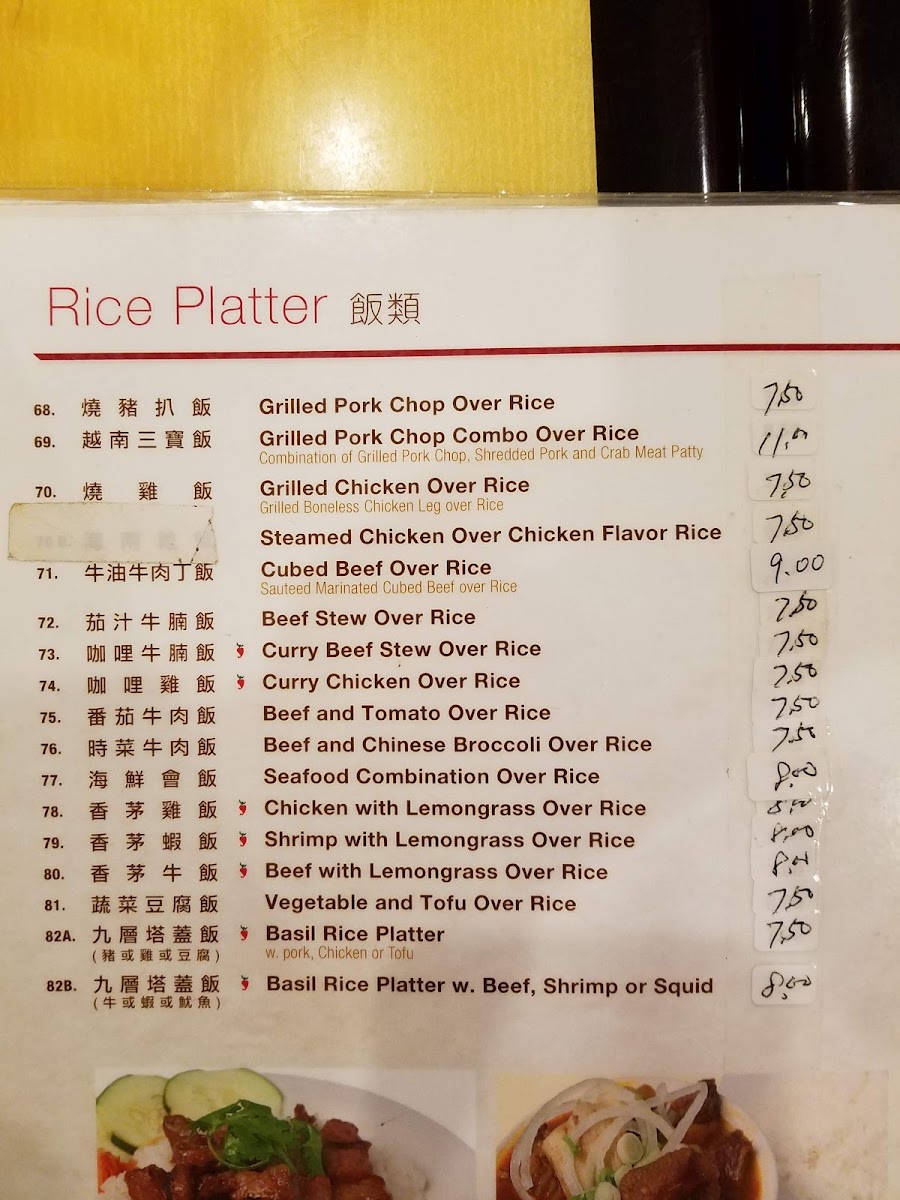 Rice Platter 飯類
68. 燒豬扒飯 Grilled Pork Chop Over Rice 7.50
69. 越南三寶飯 Grilled Pork Chop Combo Over Rice 11.00
Combination of Grilled Pork Chop, Shredded Pork and Crab Meat Patty
70. 燒雞飯 Grilled Chicken Over Rice 7.50
Grilled Boneless Chicken Leg over Rice
Steamed Chicken Over Chicken Flavor Rice 7.50
71. 牛油牛肉丁飯 Cubed Beef Over Rice 9.00
Sauteed Marinated Cubed Beef over Rice
72. 茄汁牛腩飯 Beef Stew Over Rice 7.50
73. 咖哩牛腩飯 Curry Beef Stew Over Rice 7.50
74. 咖哩雞飯 Curry Chicken Over Rice 7.50
75. 番茄牛肉飯 Beef and Tomato Over Rice 7.50
76. 時菜牛肉飯 Beef and Chinese Broccoli Over Rice 7.50
77. 海鮮會飯 Seafood Combination Over Rice 8.00
78. 香茅雞飯 Chicken with Lemongrass Over Rice 8.00
79. 香茅蝦飯 Shrimp with Lemongrass Over Rice 8.00
80. 香茅牛飯 Beef with Lemongrass Over Rice 8.00
81. 蔬菜豆腐飯 Vegetable and Tofu Over Rice 7.50
82A. 九層塔蓋飯 Basil Rice Platter 7.50
(豬或雞或豆腐) w. pork, Chicken or Tofu
82B. 九層塔蓋飯 Basil Rice Platter w. Beef, Shrimp or Squid 8.00
(牛或蝦或魷魚)